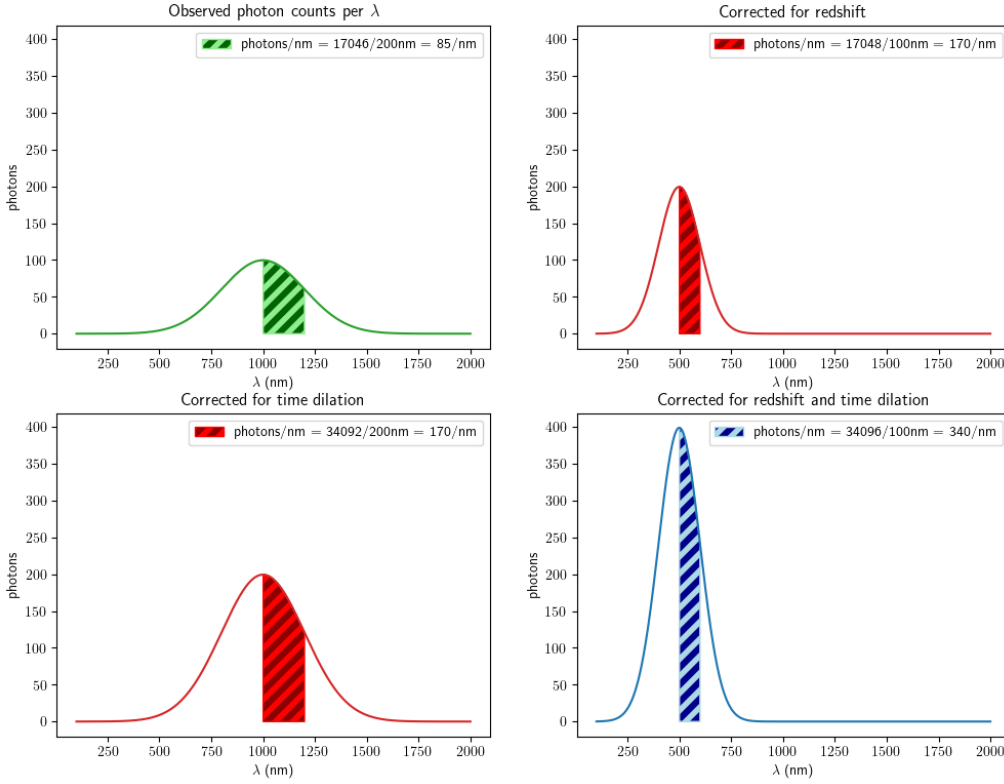 Observed photon counts per λ
photons/nm = 17046/200nm = 85/nm
400
350
300
250
200
150
100
50
0
photons
250 500 750 1000 1250 1500 1750 2000
λ (nm)
Corrected for redshift
photons/nm = 17048/100nm = 170/nm
400
350
300
250
200
150
100
50
0
photons
250 500 750 1000 1250 1500 1750 2000
λ (nm)
Corrected for time dilation
photons/nm = 34092/200nm = 170/nm
400
350
300
250
200
150
100
50
0
photons
250 500 750 1000 1250 1500 1750 2000
λ (nm)
Corrected for redshift and time dilation
photons/nm = 34096/100nm = 340/nm
400
350
300
250
200
150
100
50
0
photons
250 500 750 1000 1250 1500 1750 2000
λ (nm)